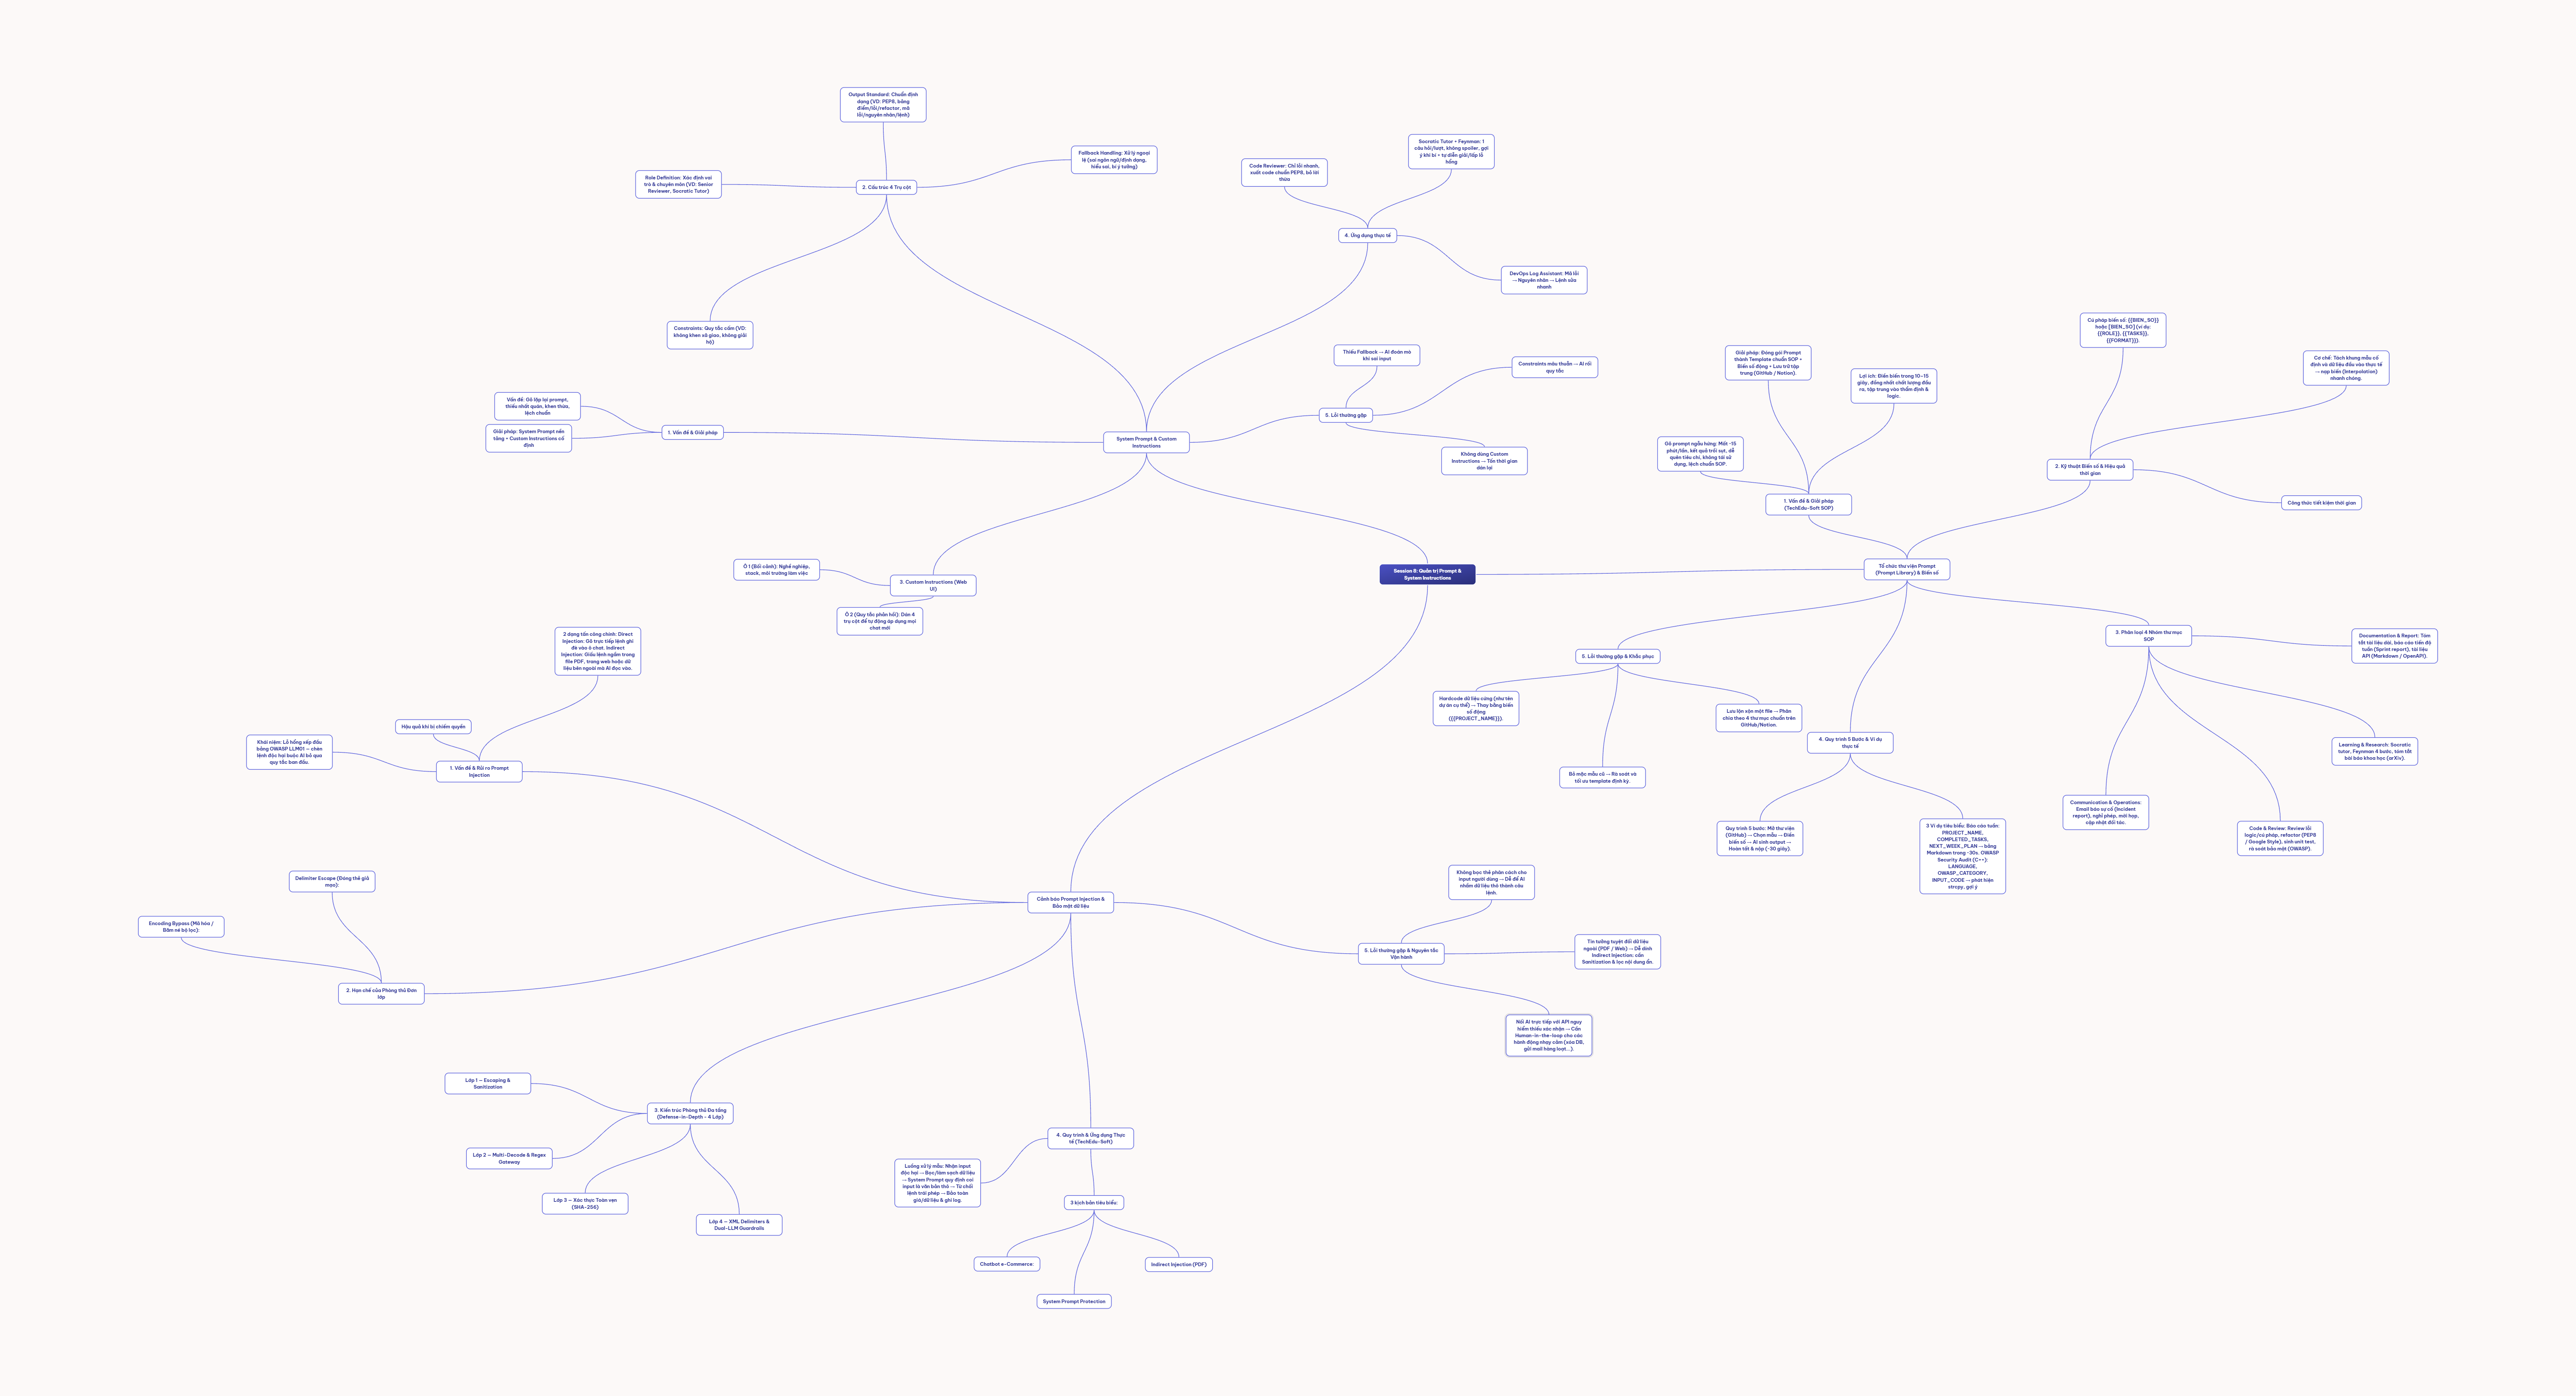 Session 8: Quản trị Prompt &
System Instructions
System Prompt & Custom
Instructions
1. Vấn đề & Giải pháp
Vấn đề: Gõ lặp lại prompt,
thiếu nhất quán, khen thừa,
lệch chuẩn
Giải pháp: System Prompt nền
tảng + Custom Instructions cố
định
2. Cấu trúc 4 Trụ cột
Role Definition: Xác định vai
trò & chuyên môn (VD: Senior
Reviewer, Socratic Tutor)
Output Standard: Chuẩn định
dạng (VD: PEP8, bảng
điểm/lỗi/refactor, mã
lỗi/nguyên nhân/lệnh)
Fallback Handling: Xử lý ngoại
lệ (sai ngôn ngữ/định dạng,
hiểu sai, bí ý tưởng)
Constraints: Quy tắc cấm (VD:
không khen xã giao, không giải
hộ)
3. Custom Instructions (Web
UI)
Ô 1 (Bối cảnh): Nghề nghiệp,
stack, môi trường làm việc
Ô 2 (Quy tắc phản hồi): Dán 4
trụ cột để tự động áp dụng mọi
chat mới
4. Ứng dụng thực tế
Code Reviewer: Chỉ lỗi nhanh,
xuất code chuẩn PEP8, bỏ lời
thừa
Socratic Tutor + Feynman: 1
câu hỏi/lượt, không spoiler, gợi
ý khi bí + tự diễn giải/lấp lỗ
hổng
DevOps Log Assistant: Mã lỗi
→ Nguyên nhân → Lệnh sửa
nhanh
5. Lỗi thường gặp
Thiếu Fallback → AI đoán mò
khi sai input
Constraints mâu thuẫn → AI rối
quy tắc
Không dùng Custom
Instructions → Tốn thời gian
dán lại
Tổ chức thư viện Prompt
(Prompt Library) & Biến số
1. Vấn đề & Giải pháp
(TechEdu-Soft SOP)
Gõ prompt ngẫu hứng: Mất ~15
phút/lần, kết quả trồi sụt, dễ
quên tiêu chí, không tái sử
dụng, lệch chuẩn SOP.
Giải pháp: Đóng gói Prompt
thành Template chuẩn SOP +
Biến số động + Lưu trữ tập
trung (GitHub / Notion).
Lợi ích: Điền biến trong 10–15
giây, đồng nhất chất lượng đầu
ra, tập trung vào thẩm định &
logic.
2. Kỹ thuật Biến số & Hiệu quả
thời gian
Cú pháp biến số: {{BIEN_SO}}
hoặc [BIEN_SO] (ví dụ:
{{ROLE}}, {{TASKS}},
{{FORMAT}}).
Cơ chế: Tách khung mẫu cố
định và dữ liệu đầu vào thực tế
→ nạp biến (Interpolation)
nhanh chóng.
Công thức tiết kiệm thời gian
3. Phân loại 4 Nhóm thư mục
SOP
Documentation & Report: Tóm
tắt tài liệu dài, báo cáo tiến độ
tuần (Sprint report), tài liệu
API (Markdown / OpenAPI).
Learning & Research: Socratic
tutor, Feynman 4 bước, tóm tắt
bài báo khoa học (arXiv).
Communication & Operations:
Email báo sự cố (Incident
report), nghỉ phép, mời họp,
cập nhật đối tác.
Code & Review: Review lỗi
logic/cú pháp, refactor (PEP8
/ Google Style), sinh unit test,
rà soát bảo mật (OWASP).
4. Quy trình 5 Bước & Ví dụ
thực tế
Quy trình 5 bước: Mở thư viện
(GitHub) → Chọn mẫu → Điền
biến số → AI sinh output →
Hoàn tất & nộp (~30 giây).
3 Ví dụ tiêu biểu: Báo cáo tuần:
PROJECT_NAME,
COMPLETED_TASKS,
NEXT_WEEK_PLAN → bảng
Markdown trong ~30s. OWASP
Security Audit (C++):
LANGUAGE,
OWASP_CATEGORY,
INPUT_CODE → phát hiện
strcpy, gợi ý
5. Lỗi thường gặp & Khắc phục
Hardcode dữ liệu cứng (như tên
dự án cụ thể) → Thay bằng biến
số động
({{PROJECT_NAME}}).
Bỏ mặc mẫu cũ → Rà soát và
tối ưu template định kỳ.
Lưu lộn xộn một file → Phân
chia theo 4 thư mục chuẩn trên
GitHub/Notion.
Cảnh báo Prompt Injection &
Bảo mật dữ liệu
1. Vấn đề & Rủi ro Prompt
Injection
Khái niệm: Lỗ hổng xếp đầu
bảng OWASP LLM01 — chèn
lệnh độc hại buộc AI bỏ qua
quy tắc ban đầu.
Hậu quả khi bị chiếm quyền
2 dạng tấn công chính: Direct
Injection: Gõ trực tiếp lệnh ghi
đè vào ô chat. Indirect
Injection: Giấu lệnh ngầm trong
file PDF, trang web hoặc dữ
liệu bên ngoài mà AI đọc vào.
2. Hạn chế của Phòng thủ Đơn
lớp
Delimiter Escape (Đóng thẻ giả
mạo):
Encoding Bypass (Mã hóa /
Băm xé bộ lọc):
3. Kiến trúc Phòng thủ Đa tầng
(Defense-in-Depth - 4 Lớp)
Lớp 1 — Escaping &
Sanitization
Lớp 2 — Multi-Decode & Regex
Gateway
Lớp 3 — Xác thực Toàn vẹn
(SHA-256)
Lớp 4 — XML Delimiters &
Dual-LLM Guardrails
4. Quy trình & Ứng dụng Thực
tế (TechEdu-Soft)
Luồng xử lý mẫu: Nhận input
độc hại → Bọc/làm sạch dữ liệu
→ System Prompt quy định coi
input là văn bản thô → Từ chối
lệnh trái phép → Bảo toàn
giá/dữ liệu & ghi log.
3 kịch bản tiêu biểu:
Chatbot e-Commerce:
System Prompt Protection
Indirect Injection (PDF)
5. Lỗi thường gặp & Nguyên tắc
Vận hành
Không bọc thẻ phân cách cho
input người dùng → Dễ để AI
nhầm dữ liệu thô thành câu
lệnh.
Tin tưởng tuyệt đối dữ liệu
ngoài (PDF / Web) → Dễ dính
Indirect Injection; cần
Sanitization & lọc nội dung ẩn.
Nối AI trực tiếp với API nguy
hiểm thiếu xác nhận → Cần
Human-in-the-loop cho các
hành động nhạy cảm (xóa DB,
gửi mail hàng loạt...).